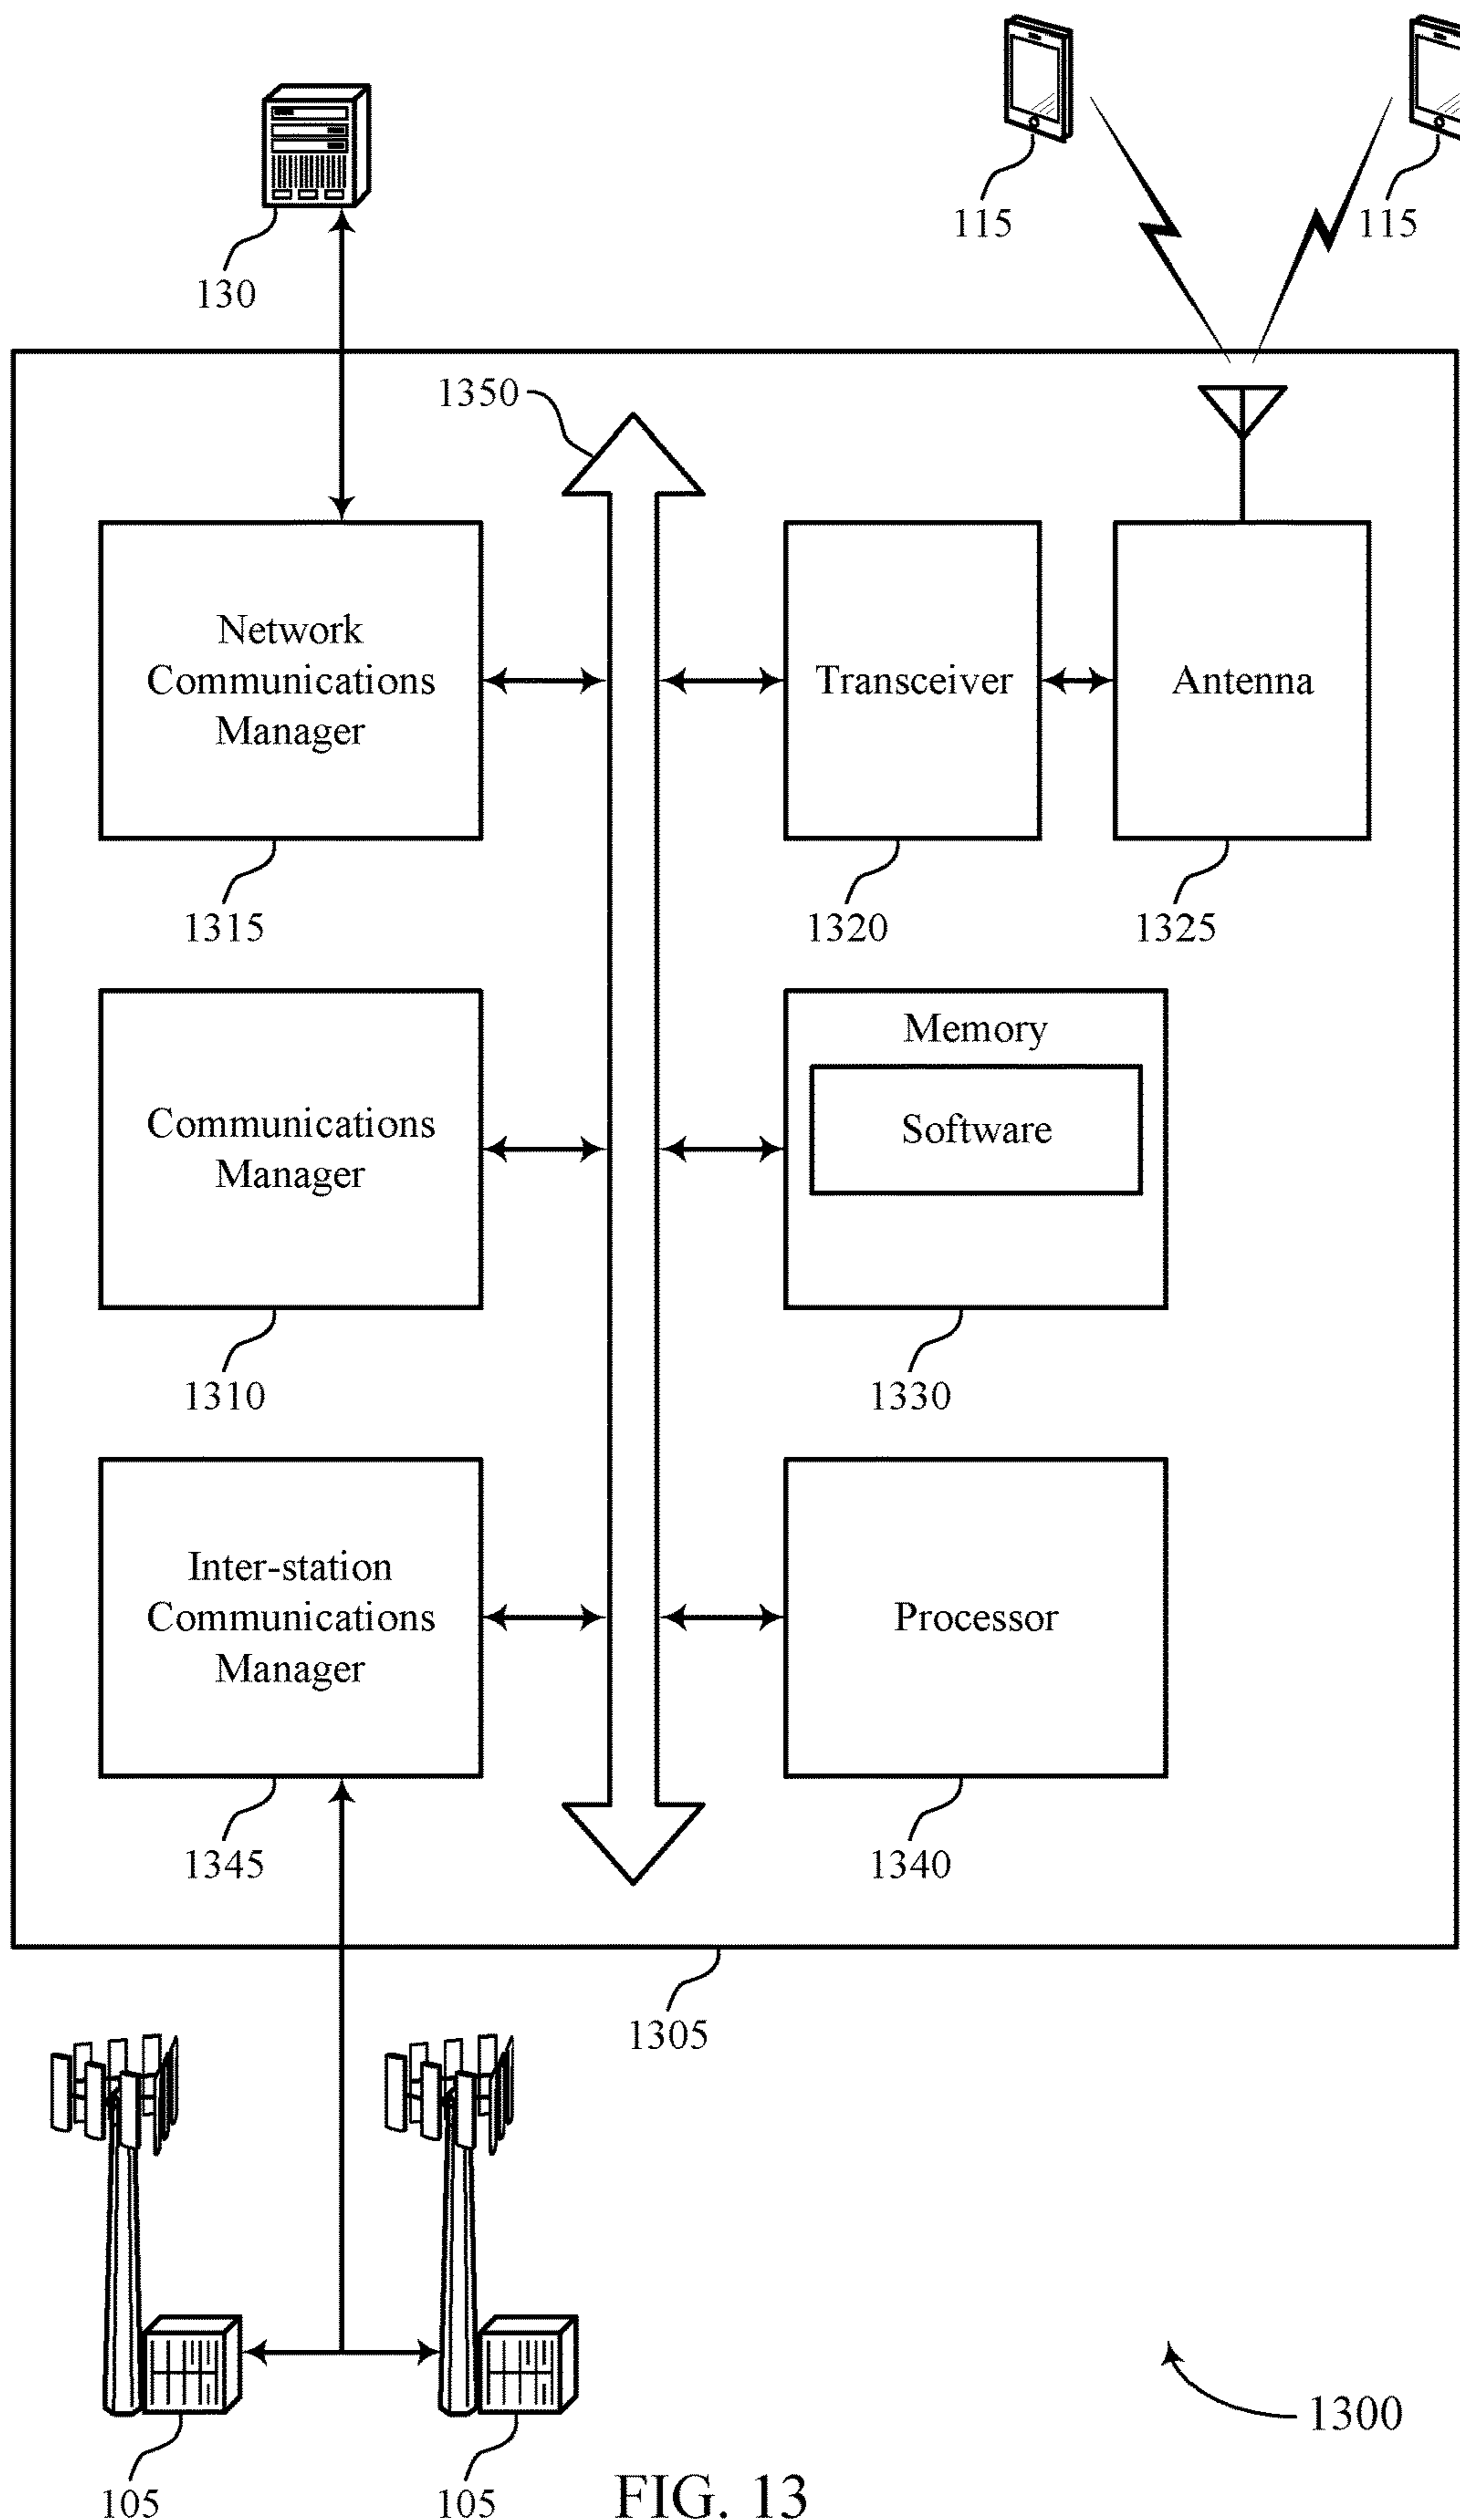 115
115
130
1350
Network
Communications
Manager
Transceiver
Antenna
1315
1320
1325
Communications
Manager
Memory
Software
1310
1330
Inter-station
Communications
Manager
Processor
1345
1340
1305
105
105
1300
FIG. 13